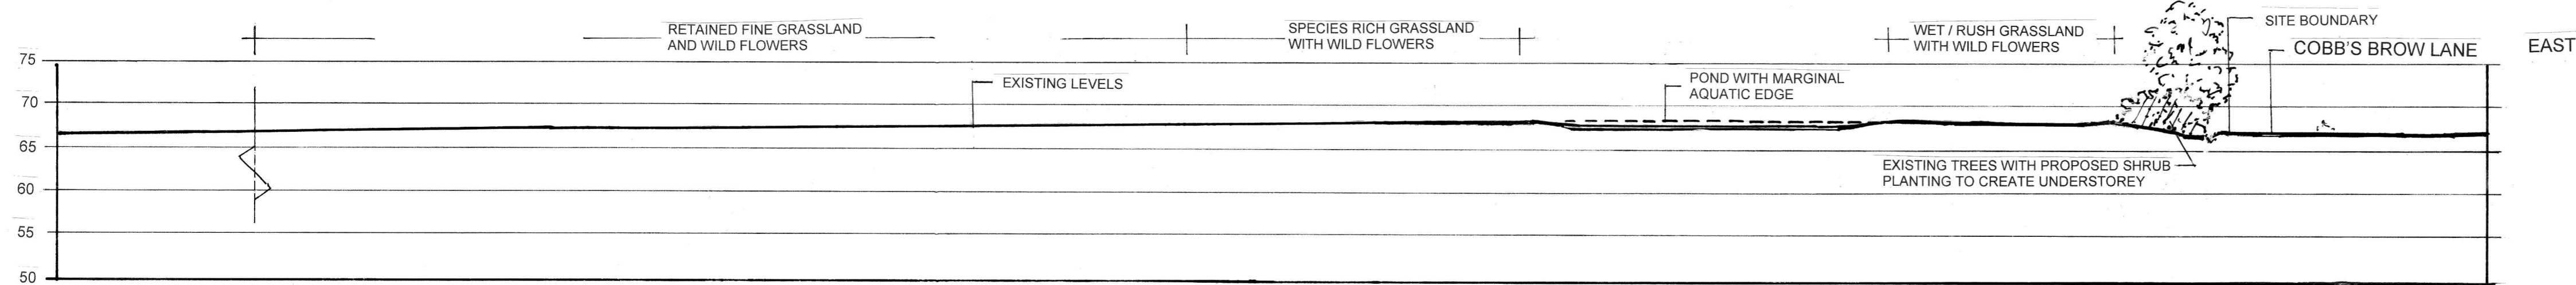 RETAINED FINE GRASSLAND
AND WILD FLOWERS
SPECIES RICH GRASSLAND
WITH WILD FLOWERS
WET / RUSH GRASSLAND
WITH WILD FLOWERS
SITE BOUNDARY
COBB'S BROW LANE
EAST
EXISTING LEVELS
POND WITH MARGINAL
AQUATIC EDGE
EXISTING TREES WITH PROPOSED SHRUB
PLANTING TO CREATE UNDERSTOREY
75
70
65
60
55
50